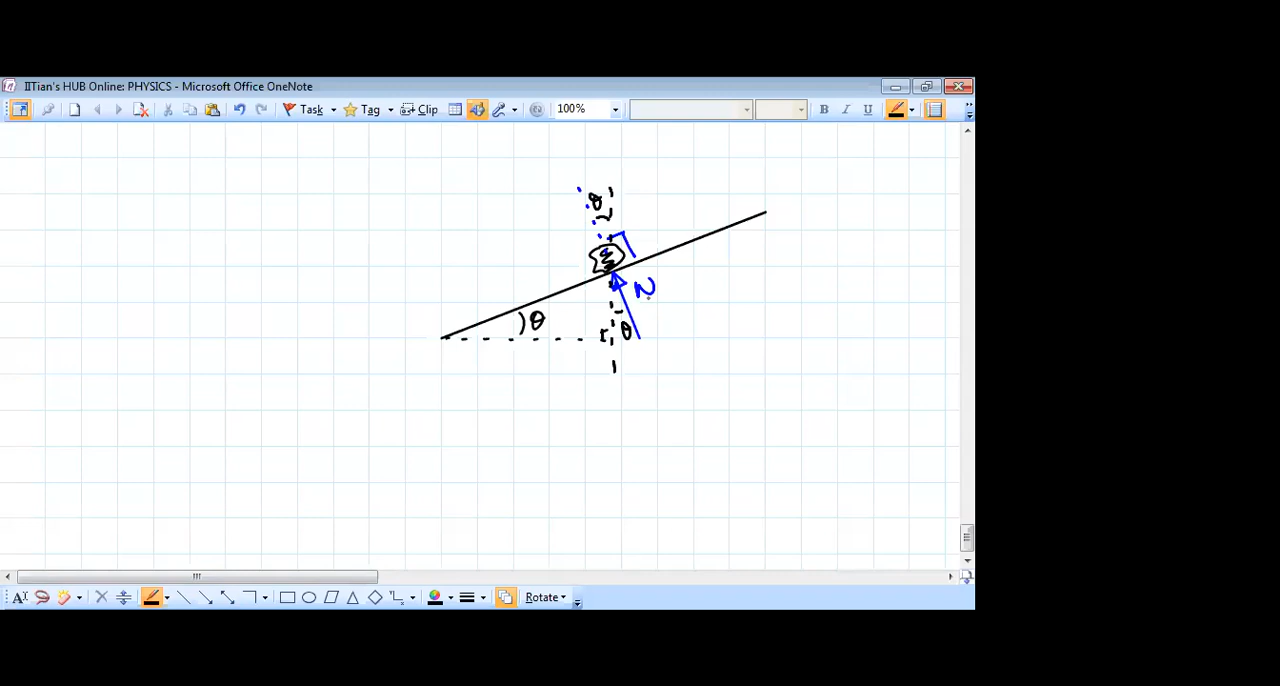 IITian's HUB Online: PHYSICS - Microsoft Office OneNote
Task Tag Clip 100% B I U
θ
N
θ
θ
A Rotate